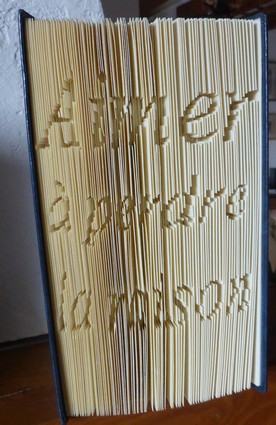 Aimer
à perdre
la raison